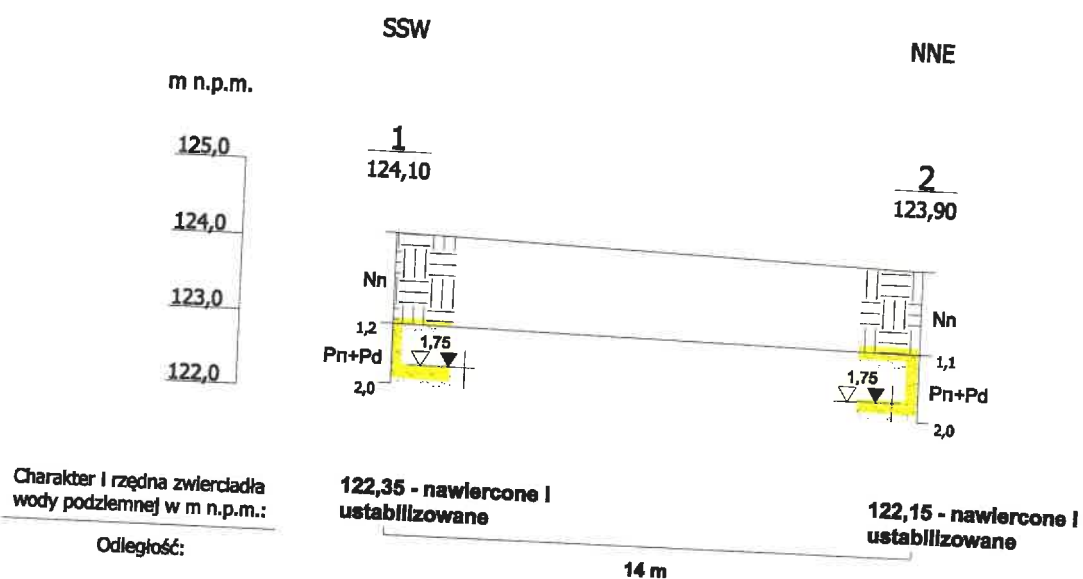 SSW
NNE
m n.p.m.
125,0
124,0
123,0
122,0
1
124,10
2
123,90
Nn
1,2
Pπ+Pd
1,75
2,0
Nn
1,1
1,75
Pπ+Pd
2,0
Charakter i rzędna zwierciadła
wody podziemnej w m n.p.m.:
Odległość:
122,35 - nawiercone i
ustabilizowane
122,15 - nawiercone i
ustabilizowane
14 m